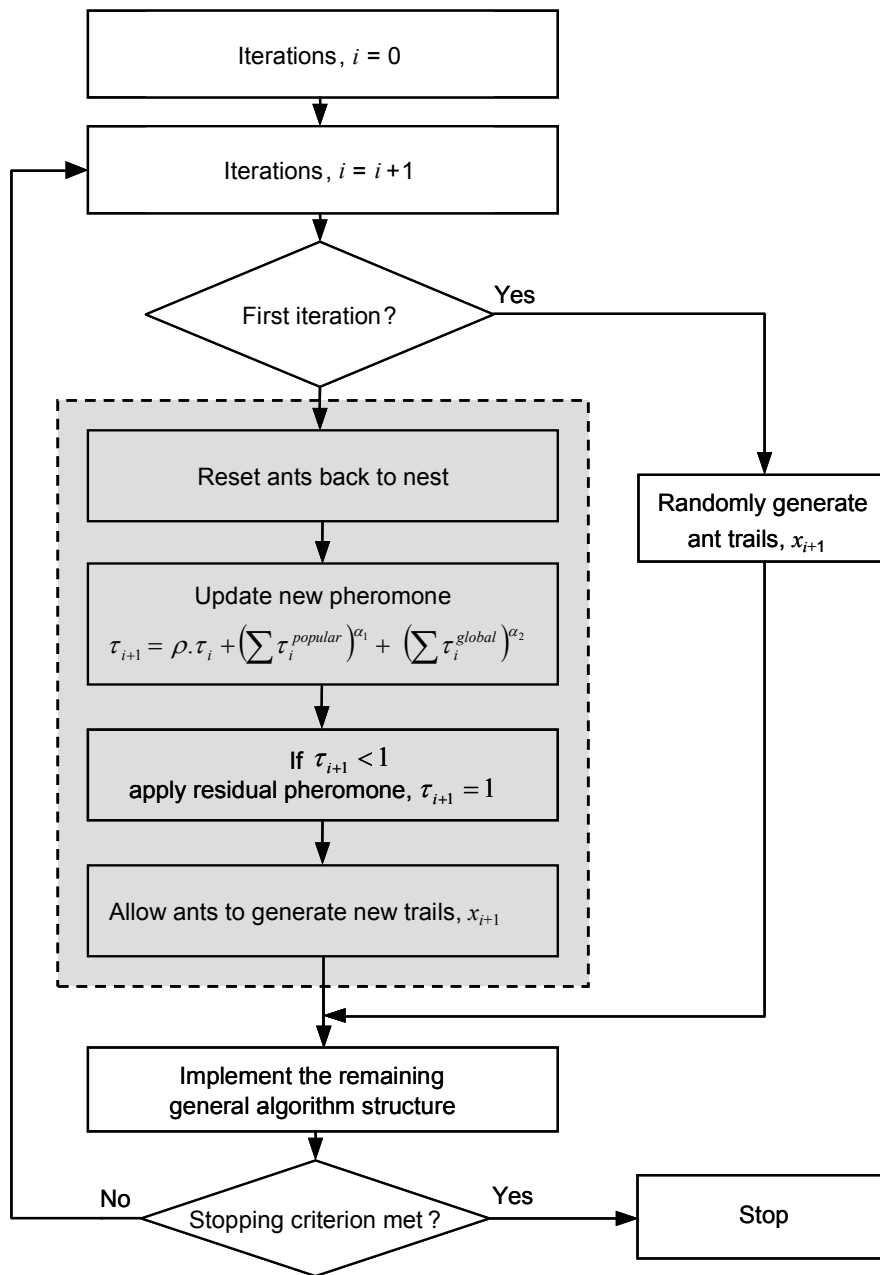 Iterations, i = 0
Iterations, i = i+1
First iteration?
Yes
Reset ants back to nest
Randomly generate
ant trails, x_{i+1}
Update new pheromone
τ_{i+1} = ρ.τ_i + (∑ τ_i^{popular})^{α_1} + (∑ τ_i^{global})^{α_2}
If τ_{i+1} < 1
apply residual pheromone, τ_{i+1} = 1
Allow ants to generate new trails, x_{i+1}
Implement the remaining
general algorithm structure
No
Stopping criterion met?
Yes
Stop